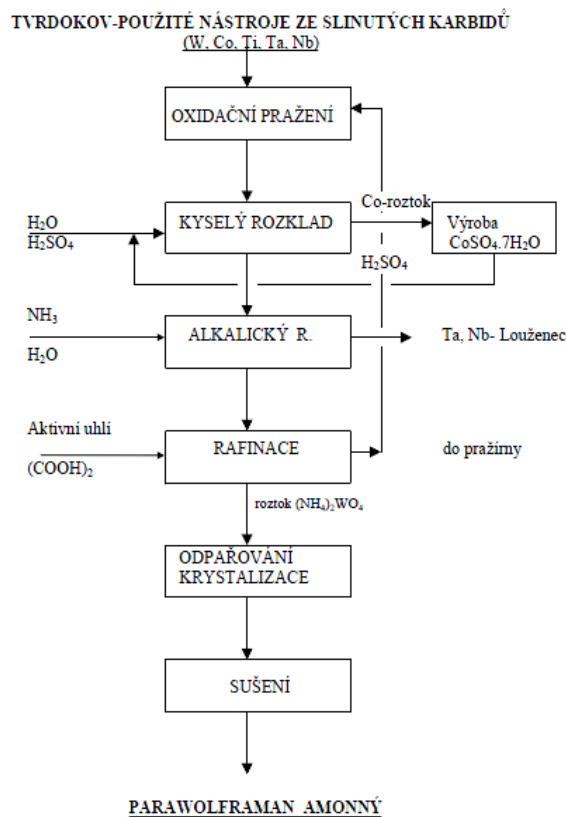 TVRDOKOV-POUŽITÉ NÁSTROJE ZE SLINUTÝCH KARBIDŮ
(W, Co, Ti, Ta, Nb)
OXIDAČNÍ PRAŽENÍ
Co-roztok
H₂O
H₂SO₄
KYSELÝ ROZKLAD
Výroba
CoSO₄.7H₂O
H₂SO₄
NH₃
H₂O
ALKALICKÝ R.
Ta, Nb- Louženec
Aktivní uhlí
(COOH)₂
RAFINACE
do pražírny
roztok (NH₄)₂WO₄
ODPAŘOVÁNÍ
KRYSTALIZACE
SUŠENÍ
PARAWOLFRAMAN AMONNÝ